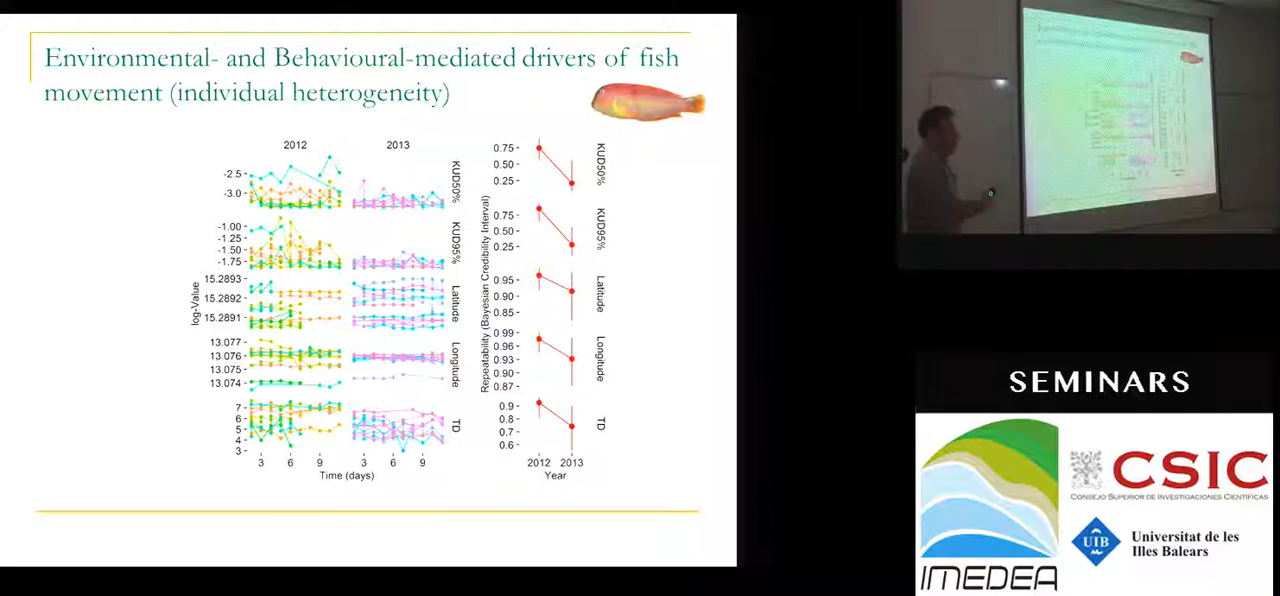 Environmental- and Behavioural-mediated drivers of fish
movement (individual heterogeneity)
2012
2013
log-Value
-2.5
-3.0
KUD50%
-1.00
-1.25
-1.50
-1.75
KUD95%
15.2893
15.2892
15.2891
Latitude
13.077
13.076
13.075
13.074
Longitude
7
6
5
4
3
TD
3 6 9
3 6 9
Time (days)
Repeatability (Bayesian Credibility Interval)
0.75
0.50
0.25
KUD50%
0.75
0.50
0.25
KUD95%
0.95
0.90
0.85
Latitude
0.99
0.96
0.93
0.90
0.87
Longitude
0.9
0.8
0.7
0.6
TD
2012 2013
Year
SEMINARS
IMEDEA
CSIC
CONSEJO SUPERIOR DE INVESTIGACIONES CIENTÍFICAS
UIB
Universitat de les
Illes Balears